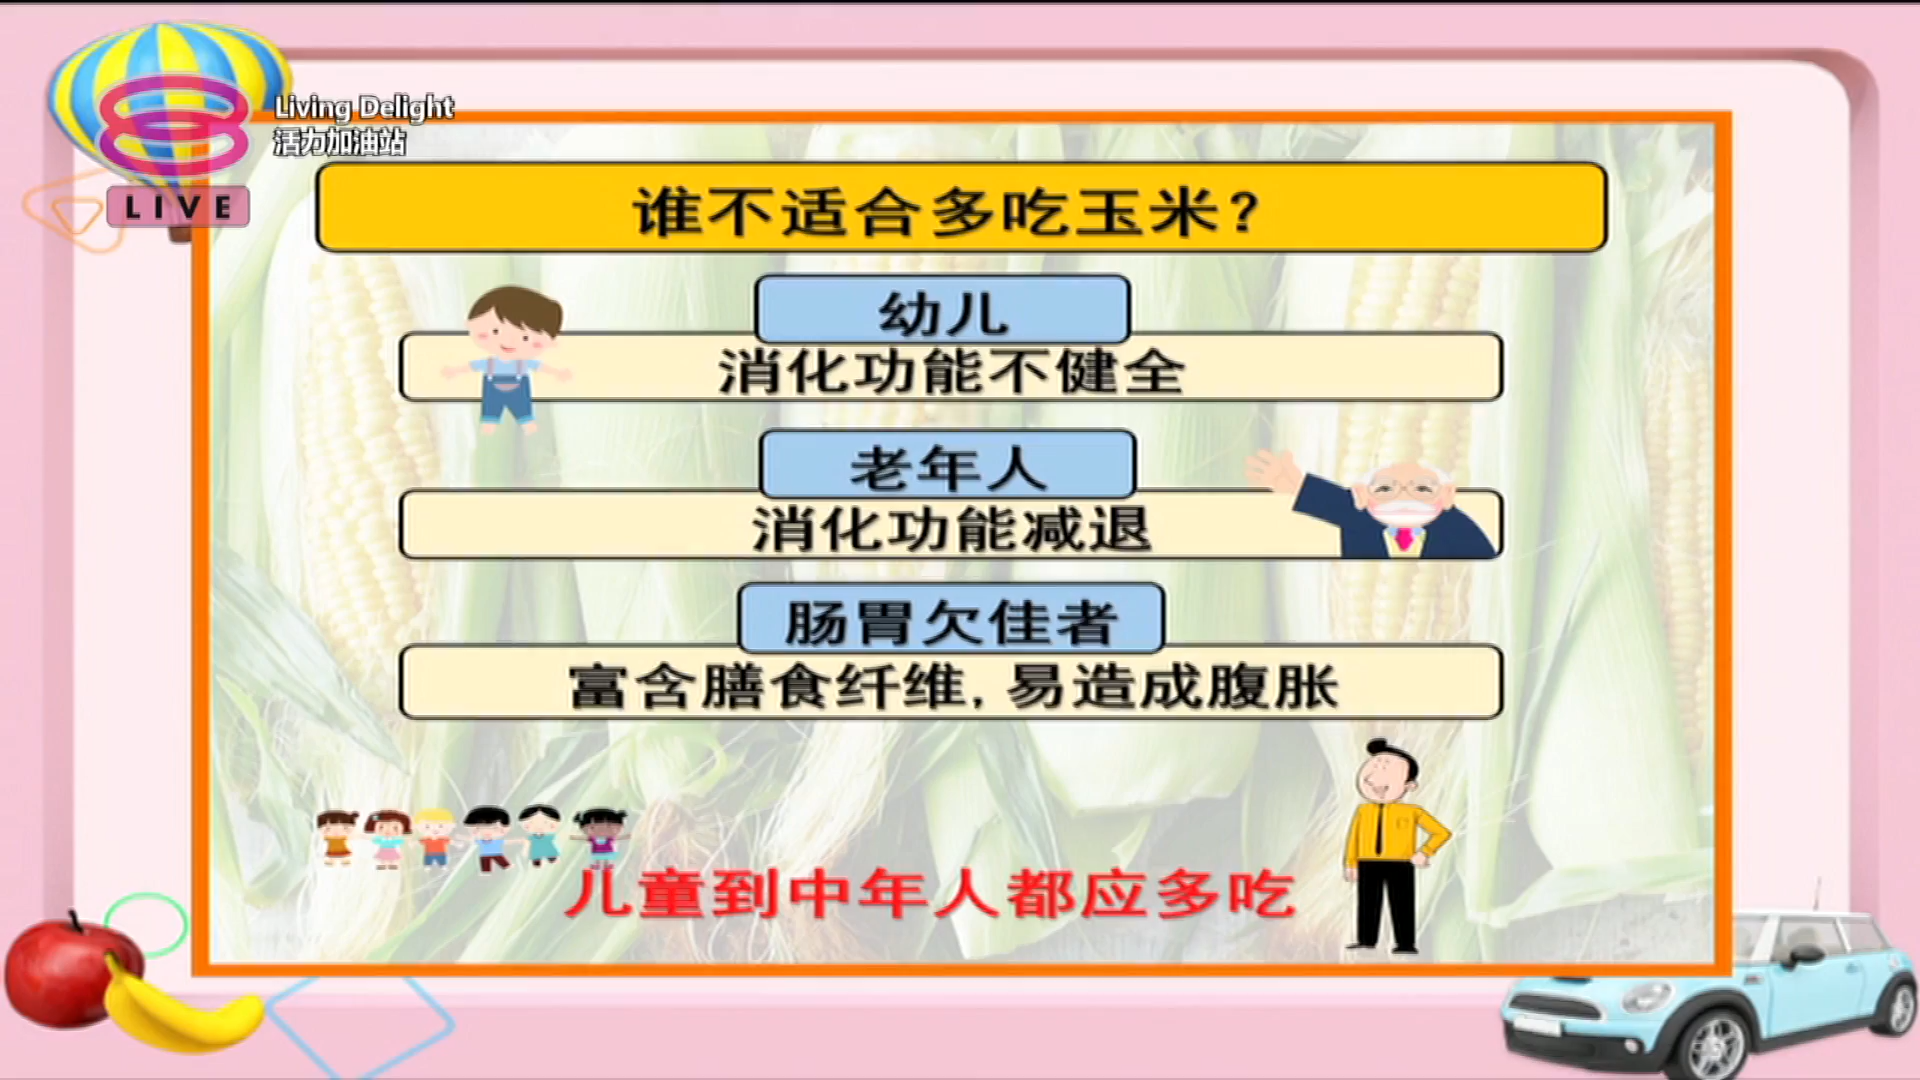 Living Delight
活力加油站
LIVE
谁不适合多吃玉米?
幼儿
消化功能不健全
老年人
消化功能减退
肠胃欠佳者
富含膳食纤维,易造成腹胀
儿童到中年人都应多吃